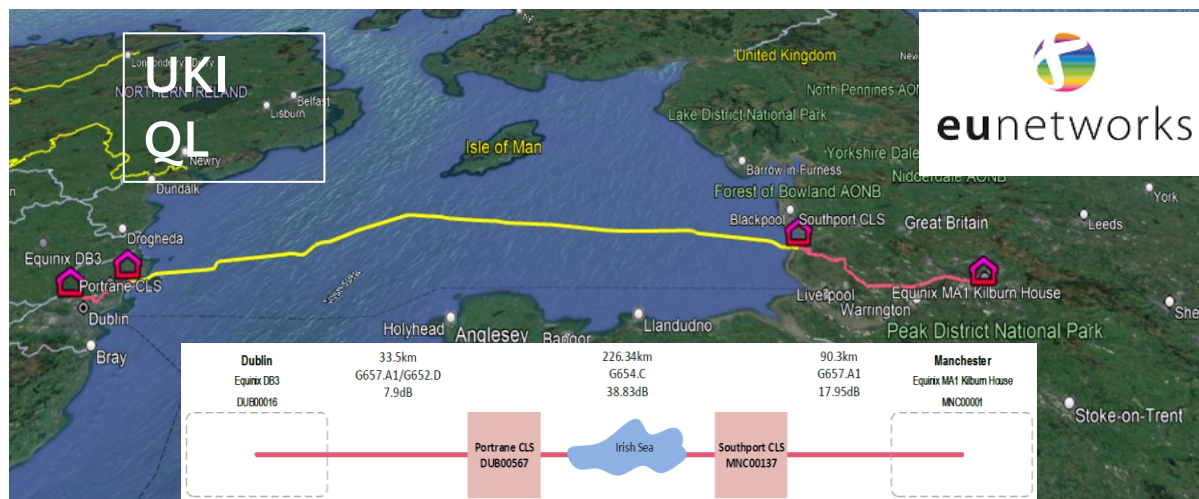 Londonderry/Derry
UKI
QL
NORTHERN IRELAND
Belfast
Lisburn
Newry
Dundalk
Drogheda
Equinix DB3
Portrane CLS
Dublin
Bray
Isle of Man
United Kingdom
North Pennines AON
Lake District National Park
Yorkshire Dale
Nidderdale AONB
Barrow-in-Furness
Forest of Bowland AONB
Blackpool
Southport CLS
Great Britain
York
Leeds
Liverpool
Warrington
Equinix MA1 Kilburn House
She
Holyhead
Anglesey
Bangor
Llandudno
Peak District National Park
Stoke-on-Trent
eunetworks
Dublin
Equinix DB3
DUB00016
33.5km
G657.A1/G652.D
7.9dB
226.34km
G654.C
38.83dB
90.3km
G657.A1
17.95dB
Manchester
Equinix MA1 Kilburn House
MNC00001
Portrane CLS
DUB00567
Irish Sea
Southport CLS
MNC00137